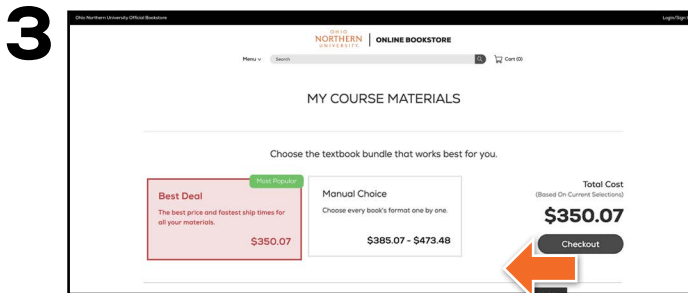 3
Ohio Northern University Official Bookstore
Login/Sign
OHIO
NORTHERN
UNIVERSITY.
ONLINE BOOKSTORE
Menu
Search
Cart (0)
MY COURSE MATERIALS
Choose the textbook bundle that works best for you.
Most Popular
Best Deal
The best price and fastest ship times for
all your materials.
$350.07
Manual Choice
Choose every book's format one by one.
$385.07 - $473.48
Total Cost
(Based On Current Selections)
$350.07
Checkout